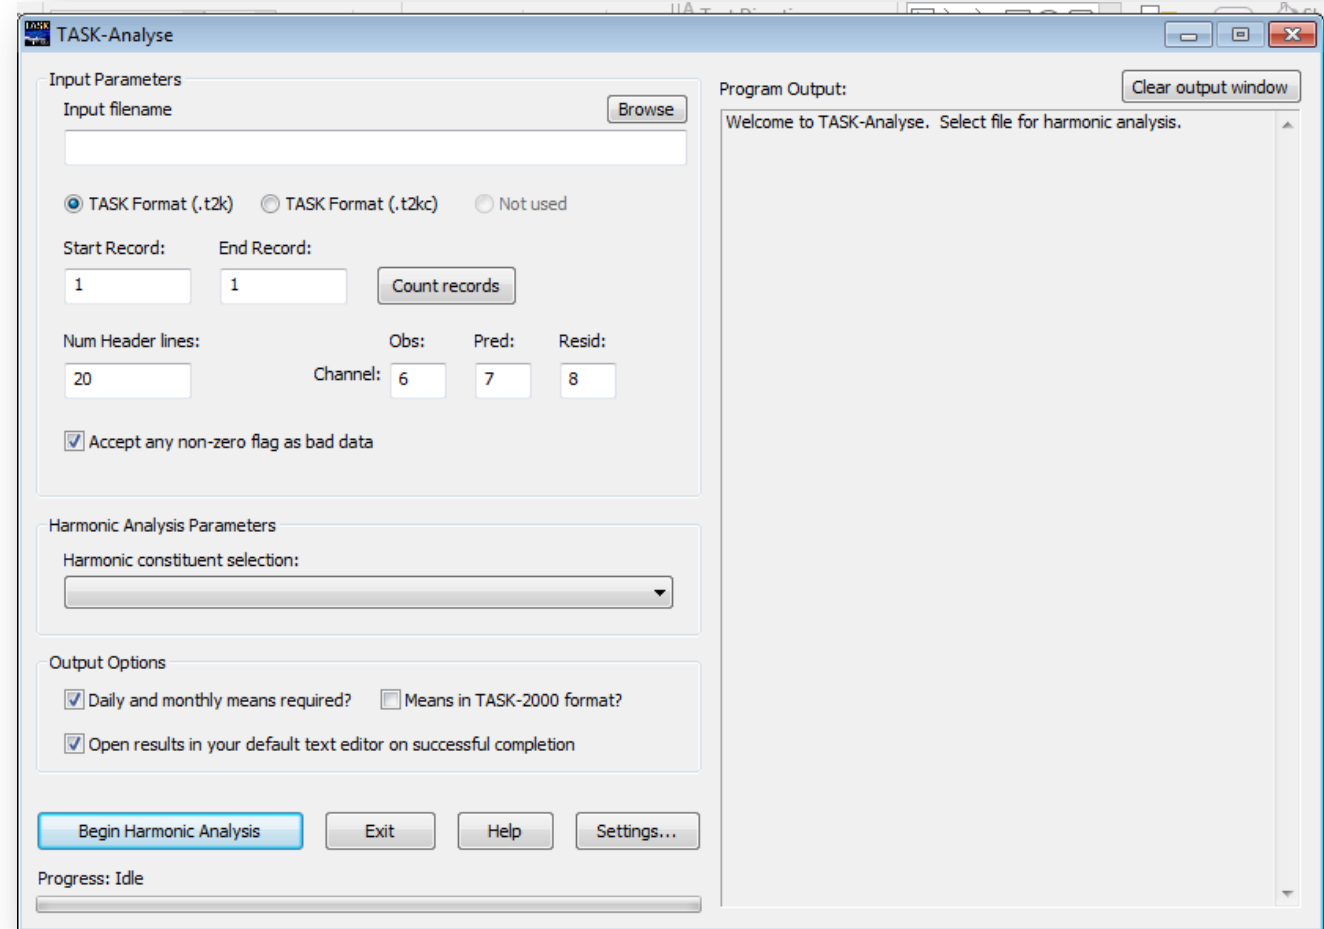 TASK
TASK-Analyse
Input Parameters
Input filename
Browse
TASK Format (.t2k)
TASK Format (.t2kc)
Not used
Start Record:
End Record:
1
1
Count records
Num Header lines:
Obs:
Pred:
Resid:
20
Channel:
6
7
8
Accept any non-zero flag as bad data
Harmonic Analysis Parameters
Harmonic constituent selection:
Output Options
Daily and monthly means required?
Means in TASK-2000 format?
Open results in your default text editor on successful completion
Begin Harmonic Analysis
Exit
Help
Settings...
Progress: Idle
Program Output:
Clear output window
Welcome to TASK-Analyse.  Select file for harmonic analysis.